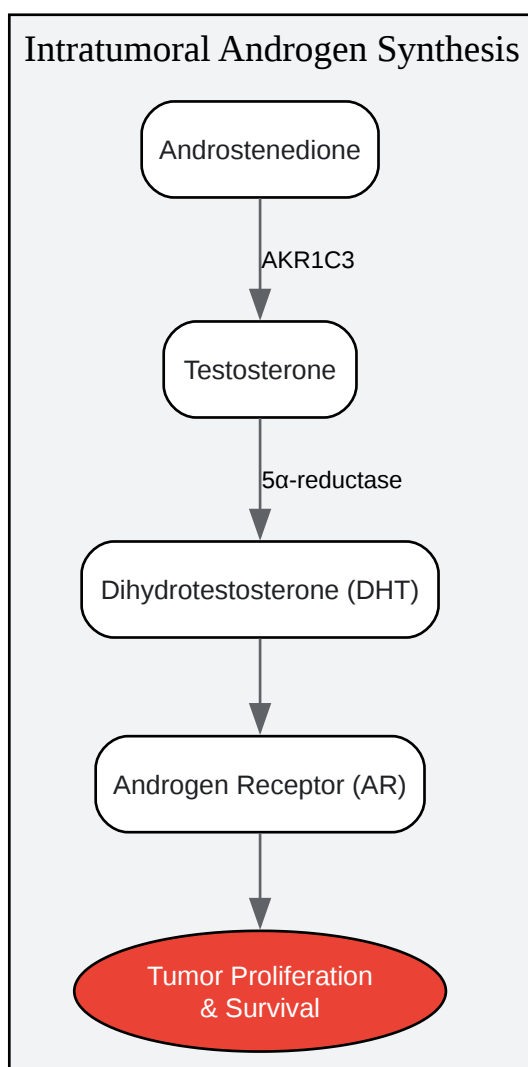 Intratumoral Androgen Synthesis
Androstenedione
AKR1C3
Testosterone
5α-reductase
Dihydrotestosterone (DHT)
Androgen Receptor (AR)
Tumor Proliferation
& Survival